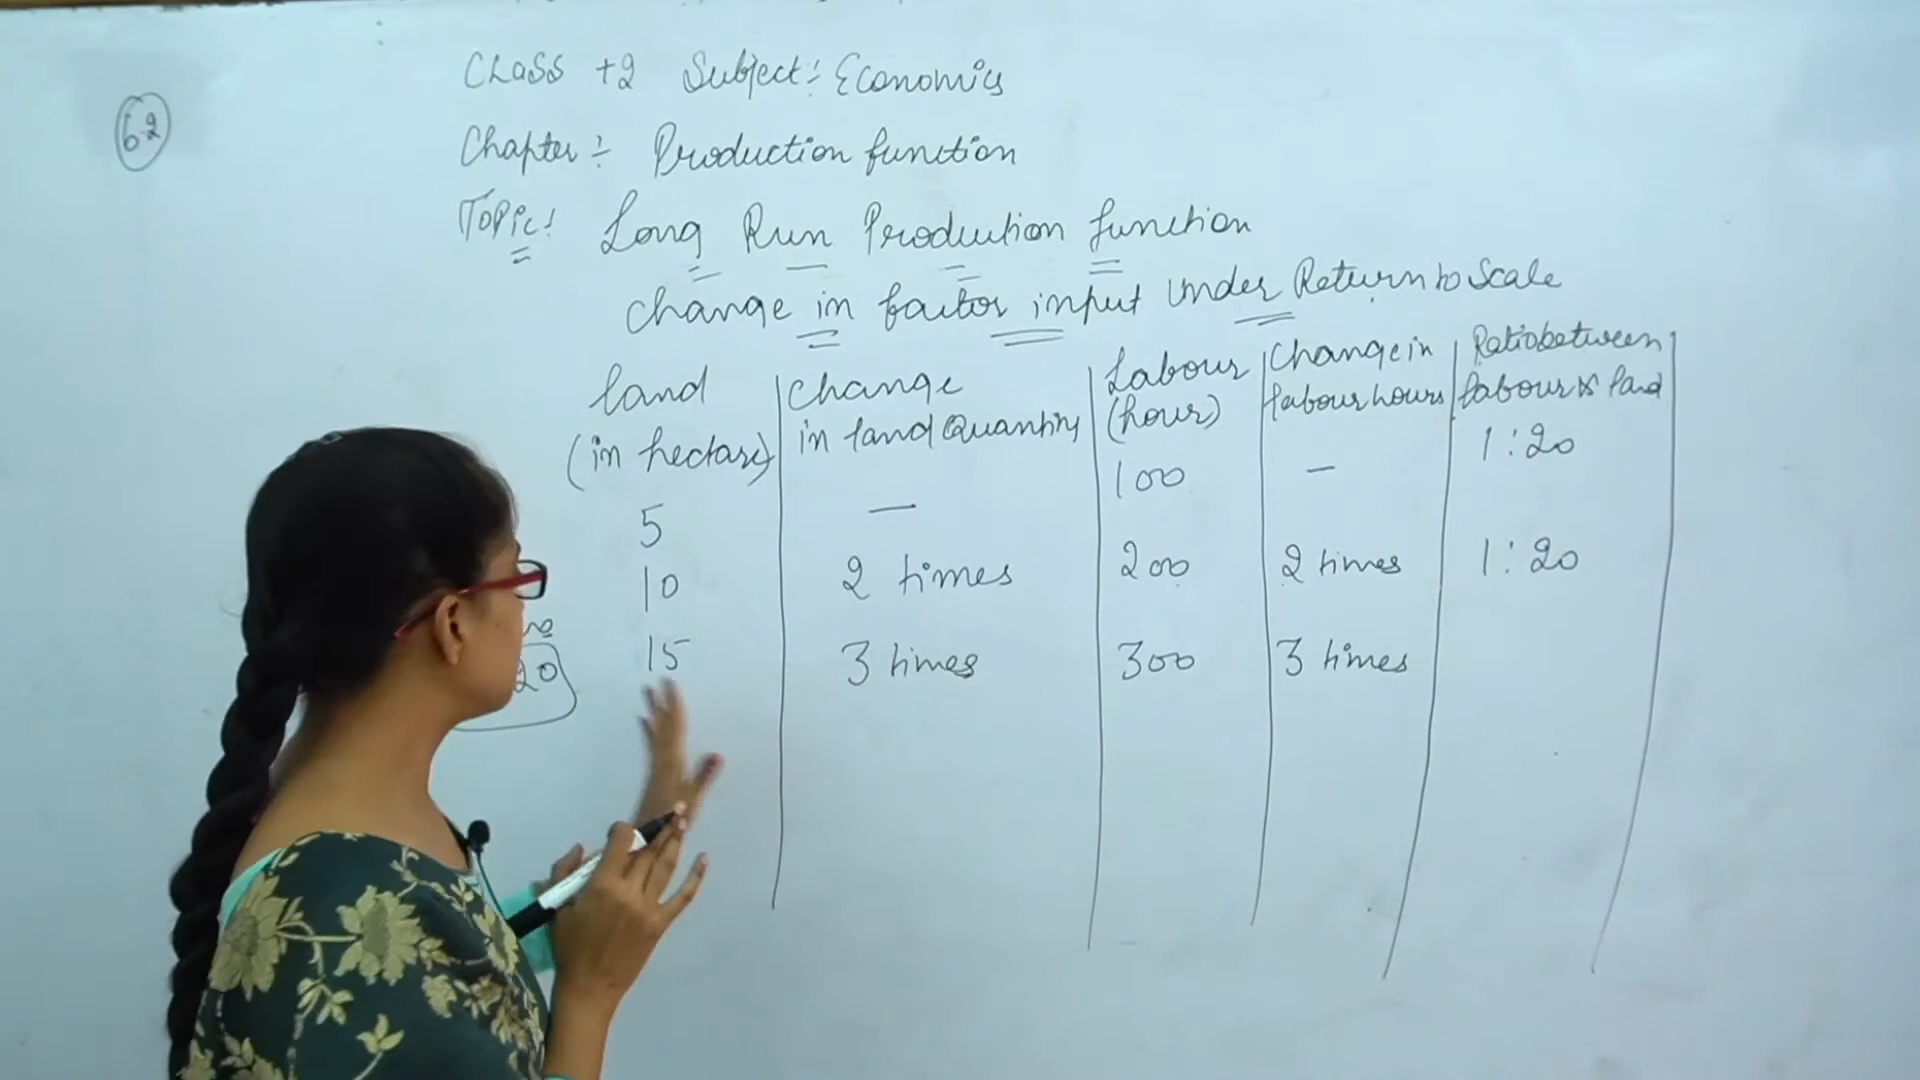 6.2
Class +2 Subject:- Economics
Chapter :- Production function
Topic: Long Run Production function
change in factor input under Return to Scale
land (in hectare) | change in land Quantity | Labour (hour) | Change in labour hours | Ratio between labour & land
5 | — | 100 | — | 1:20
10 | 2 times | 200 | 2 times | 1:20
15 | 3 times | 300 | 3 times
20